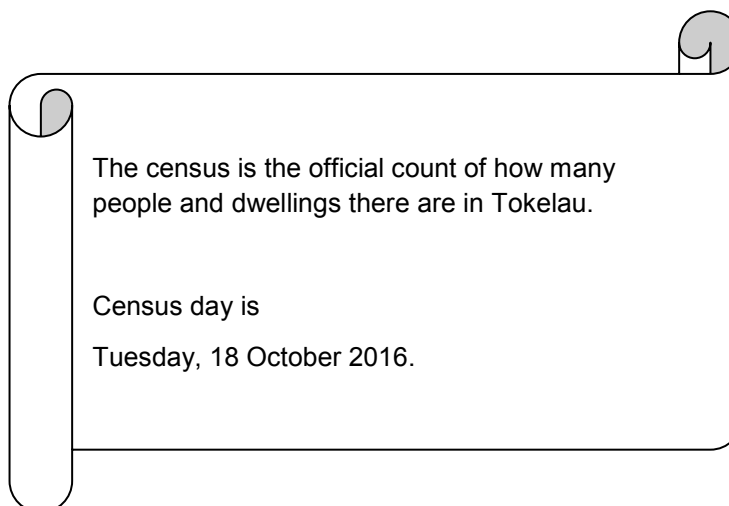 The census is the official count of how many
people and dwellings there are in Tokelau.
Census day is
Tuesday, 18 October 2016.